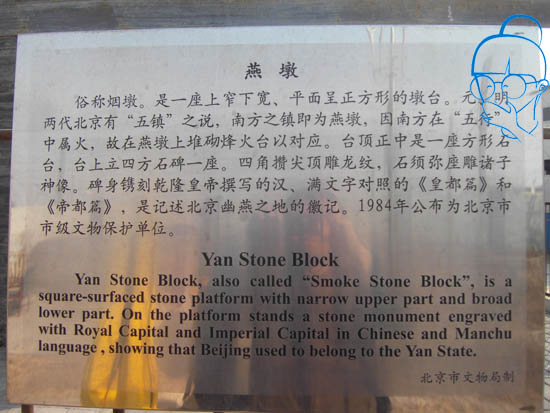 燕 墩
俗称烟墩。是一座上窄下宽、平面呈正方形的墩台。元 明
两代北京有“五镇”之说，南方之镇即为燕墩，因南方在“五行”
中属火，故在燕墩上堆砌烽火台以对应。台顶正中是一座方形石
台，台上立四方石碑一座。四角攒尖顶雕龙纹，石须弥座雕诸子
神像。碑身镌刻乾隆皇帝撰写的汉、满文字对照的《皇都篇》和
《帝都篇》，是记述北京幽燕之地的徽记。1984年公布为北京市
市级文物保护单位。
Yan Stone Block
Yan Stone Block, also called “Smoke Stone Block”, is a
square-surfaced stone platform with narrow upper part and broad
lower part. On the platform stands a stone monument engraved
with Royal Capital and Imperial Capital in Chinese and Manchu
language , showing that Beijing used to belong to the Yan State.
北京市文物局制